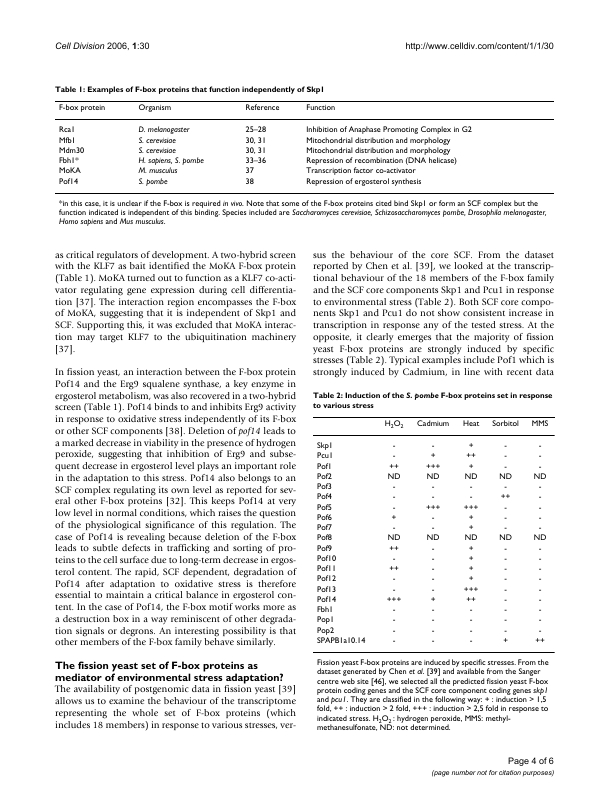 Cell Division 2006, 1:30
http://www.celldiv.com/content/1/1/30
Table 1: Examples of F-box proteins that function independently of Skp1
F-box protein Organism Reference Function
Rca1 D. melanogaster 25–28 Inhibition of Anaphase Promoting Complex in G2
Mfb1 S. cerevisiae 30, 31 Mitochondrial distribution and morphology
Mdm30 S. cerevisiae 30, 31 Mitochondrial distribution and morphology
Fbh1* H. sapiens, S. pombe 33–36 Repression of recombination (DNA helicase)
MoKA M. musculus 37 Transcription factor co-activator
Pof14 S. pombe 38 Repression of ergosterol synthesis
*in this case, it is unclear if the F-box is required in vivo. Note that some of F-box proteins cited bind Skp1 or form an SCF complex but the
function indicated is independent of this binding. Species included are Saccharomyces cerevisiae, Schizosaccharomyces pombe, Drosophila melanogaster,
Homo sapiens and Mus musculus.
as critical regulators of development. A two-hybrid screen
with the KLF7 as bait identified the MoKA F-box protein
(Table 1). MoKA turned out to function as a KLF7 co-acti-
vator regulating gene expression during cell differentia-
tion [37]. The interaction region encompasses the F-box
of MoKA, suggesting that it is independent of Skp1 and
SCF. Supporting this, it was excluded that MoKA interac-
tion may target KLF7 to the ubiquitination machinery
[37].
In fission yeast, an interaction between the F-box protein
Pof14 and the Erg9 squalene synthase, a key enzyme in
ergosterol metabolism, was also recovered in a two-hybrid
screen (Table 1). Pof14 binds to and inhibits Erg9 activity
in response to oxidative stress independently of its F-box
or other SCF components [38]. Deletion of pof14 leads to
a marked decrease in viability in the presence of hydrogen
peroxide, suggesting that inhibition of Erg9 and subse-
quent decrease in ergosterol level plays an important role
in the adaptation to this stress. Pof14 also belongs to an
SCF complex regulating its own level as reported for sev-
eral other F-box proteins [32]. This keeps Pof14 at very
low level in normal conditions, which raises the question
of the physiological significance of this regulation. The
case of Pof14 is revealing because deletion of the F-box
leads to subtle defects in trafficking and sorting of pro-
teins to the cell surface due to long-term decrease in ergos-
terol content. The rapid, SCF dependent, degradation of
Pof14 after adaptation to oxidative stress is therefore
essential to maintain a critical balance in ergosterol con-
tent. In the case of Pof14, the F-box motif works more as
a destruction box in a way reminiscent of other degrada-
tion signals or degrons. An interesting possibility is that
other members of the F-box family behave similarly.
The fission yeast set of F-box proteins as
mediator of environmental stress adaptation?
The availability of postgenomic data in fission yeast [39]
allows us to examine the behaviour of the transcriptome
representing the whole set of F-box proteins (which
includes 18 members) in response to various stresses, ver-
sus the behaviour of the core SCF. From the dataset
reported by Chen et al. [39], we looked at the transcrip-
tional behaviour of the 18 members of the F-box family
and the SCF core components Skp1 and Pcu1 in response
to environmental stress (Table 2). Both SCF core compo-
nents Skp1 and Pcu1 do not show consistent increase in
transcription in response any of the tested stress. At the
opposite, it clearly emerges that the majority of fission
yeast F-box proteins are strongly induced by specific
stresses (Table 2). Typical examples include Pof1 which is
strongly induced by Cadmium, in line with recent data
Table 2: Induction of the S. pombe F-box proteins set in response
to various stress
H2O2 Cadmium Heat Sorbitol MMS
Skp1 - - + - -
Pcu1 - + ++ - -
Pof1 ++ +++ + - -
Pof2 ND ND ND ND ND
Pof3 - - - - -
Pof4 - - - ++ -
Pof5 - +++ +++ - -
Pof6 + - + - -
Pof7 - - + - -
Pof8 ND ND ND ND ND
Pof9 ++ - + - -
Pof10 - - + - -
Pof11 ++ - + - -
Pof12 - - + - -
Pof13 - - +++ - -
Pof14 +++ + ++ - -
Fbh1 - - - - -
Pop1 - - - - -
Pop2 - - - - -
SPAPB1a10.14 - - - + ++
Fission yeast F-box proteins are induced by specific stresses. From the
dataset generated by Chen et al. [39] and available from the Sanger
centre web site [46], we selected all the predicted fission yeast F-box
protein coding genes and the SCF core component coding genes skp1
and pcu1. They are classified in the following way: + : induction > 1,5
fold, ++ : induction > 2 fold, +++ : induction > 2,5 fold in response to
indicated stress. H2O2 : hydrogen peroxide, MMS: methyl-
methanesulfonate, ND: not determined.
Page 4 of 6
(page number not for citation purposes)